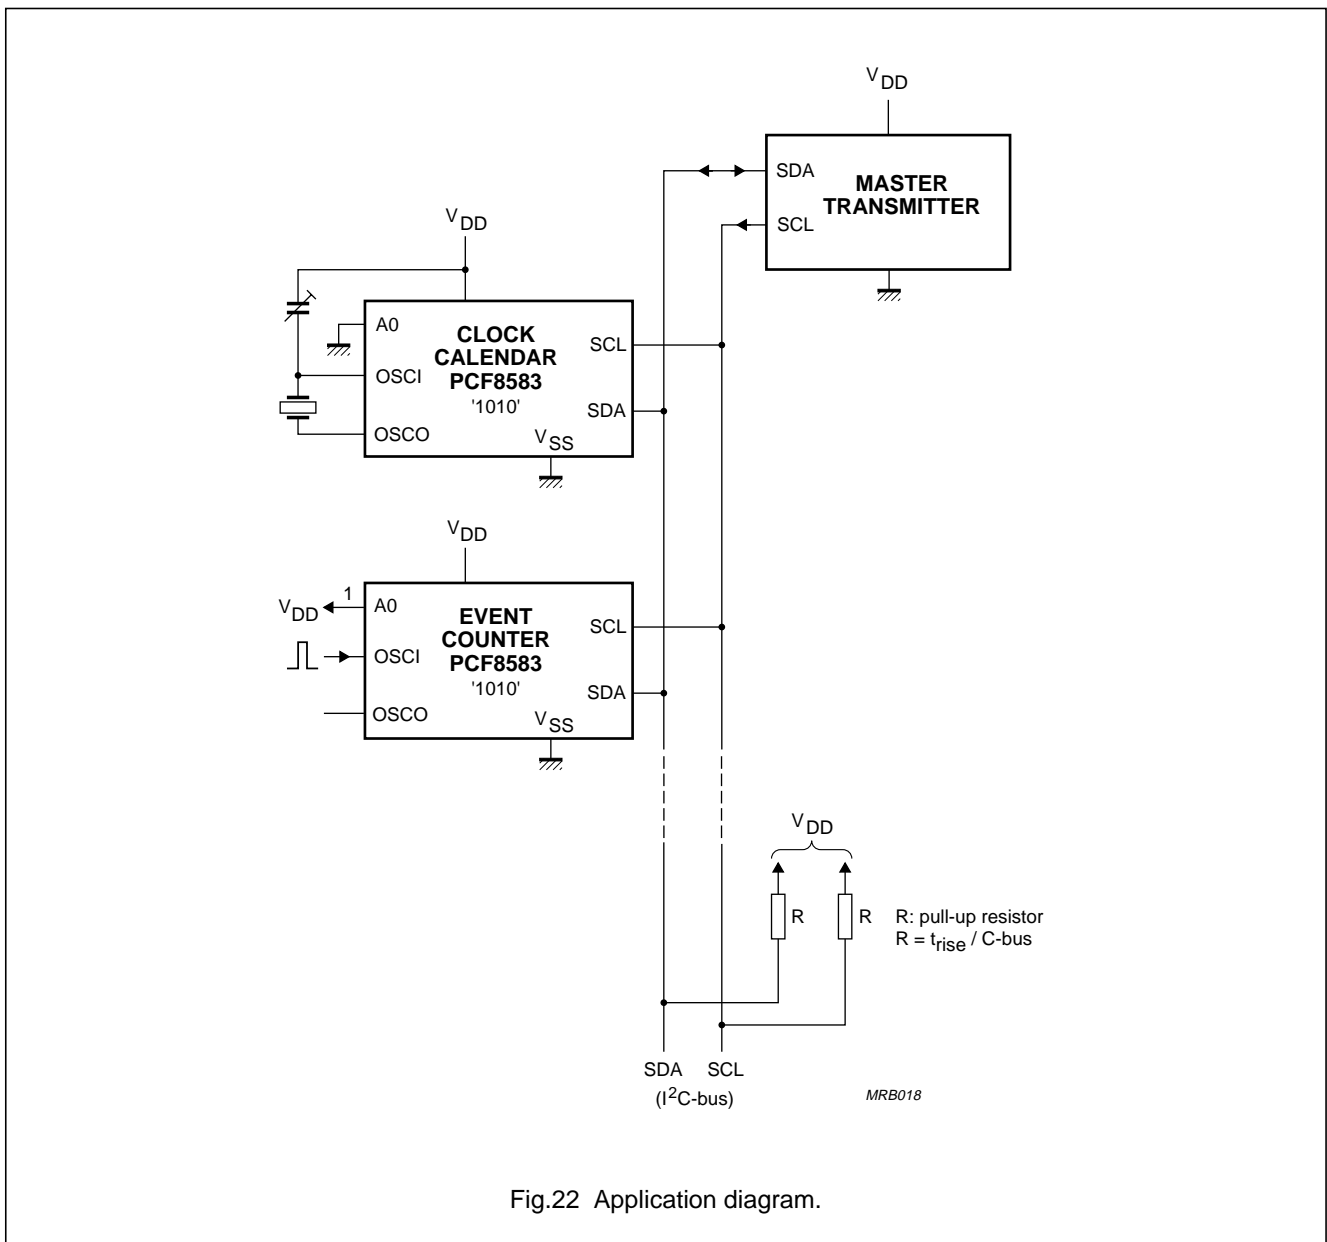 VDD
SDA
MASTER
TRANSMITTER
SCL
VDD
A0
CLOCK
CALENDAR
PCF8583
'1010'
SCL
OSCI
SDA
OSCO
VSS
VDD
VDD
1
A0
EVENT
COUNTER
PCF8583
'1010'
SCL
OSCI
SDA
OSCO
VSS
VDD
R
R
R: pull-up resistor
R = trise / C-bus
SDA SCL
(I²C-bus)
MRB018
Fig.22 Application diagram.